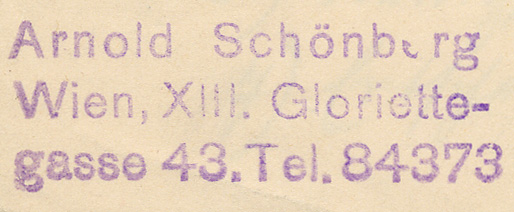 Arnold Schönberg
Wien, XIII. Gloriette-
gasse 43. Tel. 84373